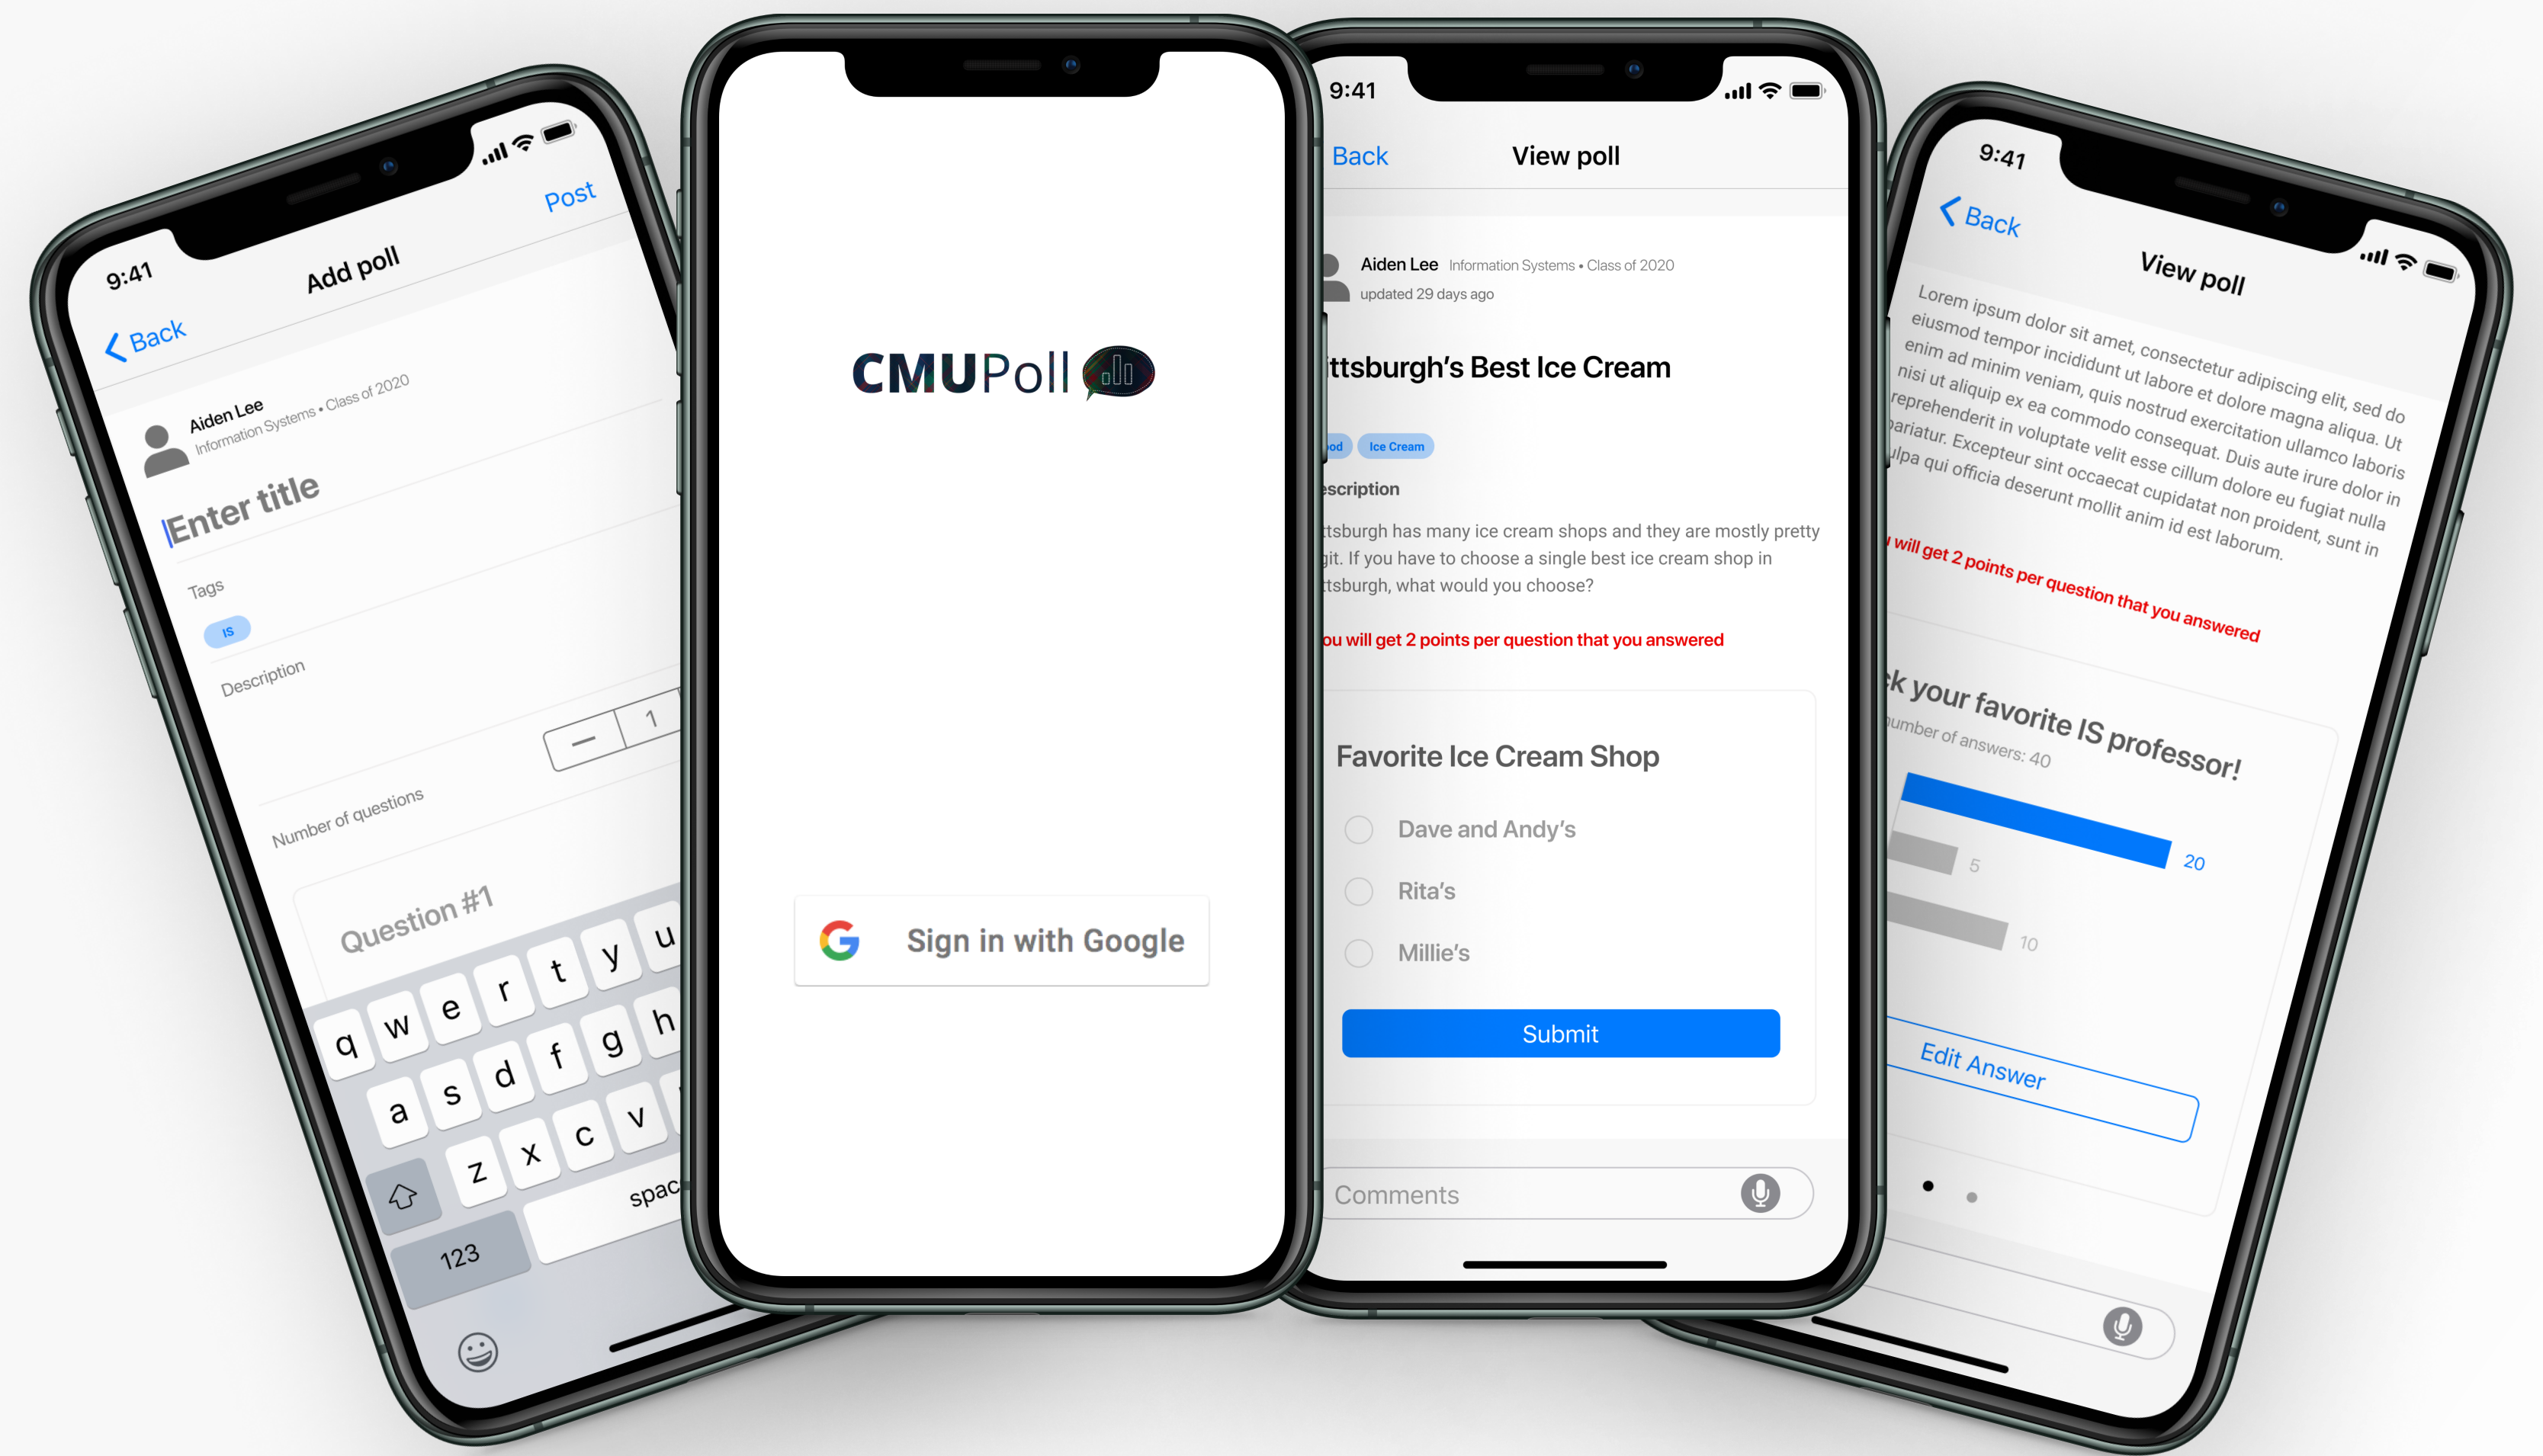 9:41
Back
Add poll
Post
Aiden Lee
Information Systems • Class of 2020
Enter title
Tags
IS
Description
Number of questions
1
Question #1
q w e r t y u
a s d f g h
z x c v
123
CMUPoll
Sign in with Google
9:41
Back
View poll
Aiden Lee Information Systems • Class of 2020
updated 29 days ago
Best Ice Cream
Ice Cream
has many ice cream shops and they are mostly pretty
If you have to choose a single best ice cream shop in
what would you choose?
will get 2 points per question that you answered
Favorite Ice Cream Shop
Dave and Andy's
Rita's
Millie's
Submit
Comments
9:41
Back
View poll
Lorem ipsum dolor sit amet, consectetur adipiscing elit, sed do
eiusmod tempor incididunt ut labore et dolore magna aliqua. Ut
enim ad minim veniam, quis nostrud exercitation ullamco laboris
nisi ut aliquip ex ea commodo consequat. Duis aute irure dolor in
reprehenderit in voluptate velit esse cillum dolore eu fugiat nulla
pariatur. Excepteur sint occaecat cupidatat non proident, sunt in
qui officia deserunt mollit anim id est laborum.
will get 2 points per question that you answered
your favorite IS professor!
number of answers: 40
20
5
10
Edit Answer